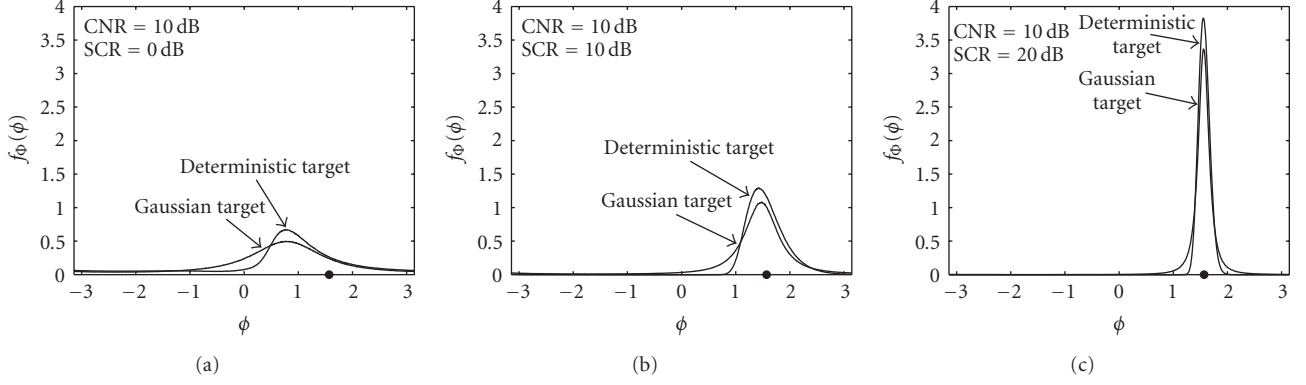 4
3.5
3
2.5
2
1.5
1
0.5
0
fΦ(ϕ)
CNR = 10 dB
SCR = 0 dB
Deterministic target
Gaussian target
−3 −2 −1 0 1 2 3
ϕ
(a)
4
3.5
3
2.5
2
1.5
1
0.5
0
fΦ(ϕ)
CNR = 10 dB
SCR = 10 dB
Deterministic target
Gaussian target
−3 −2 −1 0 1 2 3
ϕ
(b)
4
3.5
3
2.5
2
1.5
1
0.5
0
fΦ(ϕ)
CNR = 10 dB
SCR = 20 dB
Deterministic
target
Gaussian
target
−3 −2 −1 0 1 2 3
ϕ
(c)